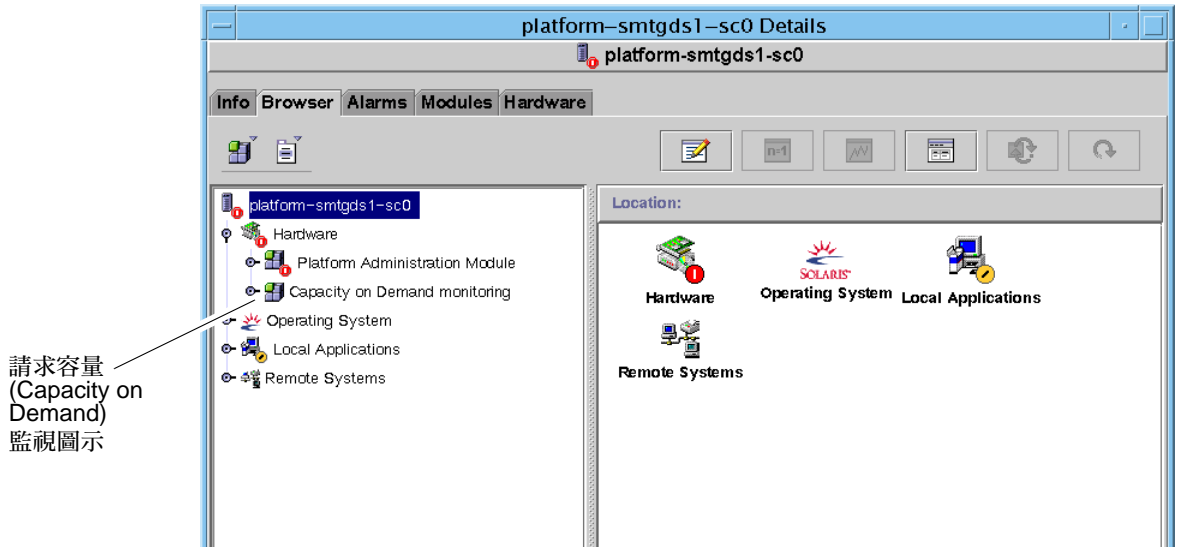 platform–smtgds1–sc0 Details
platform-smtgds1-sc0
Info Browser Alarms Modules Hardware
n=1
platform–smtgds1–sc0
Hardware
Platform Administration Module
Capacity on Demand monitoring
Operating System
Local Applications
Remote Systems
Location:
Hardware
SOLARIS
Operating System
Local Applications
Remote Systems
請求容量
(Capacity on
Demand)
監視圖示